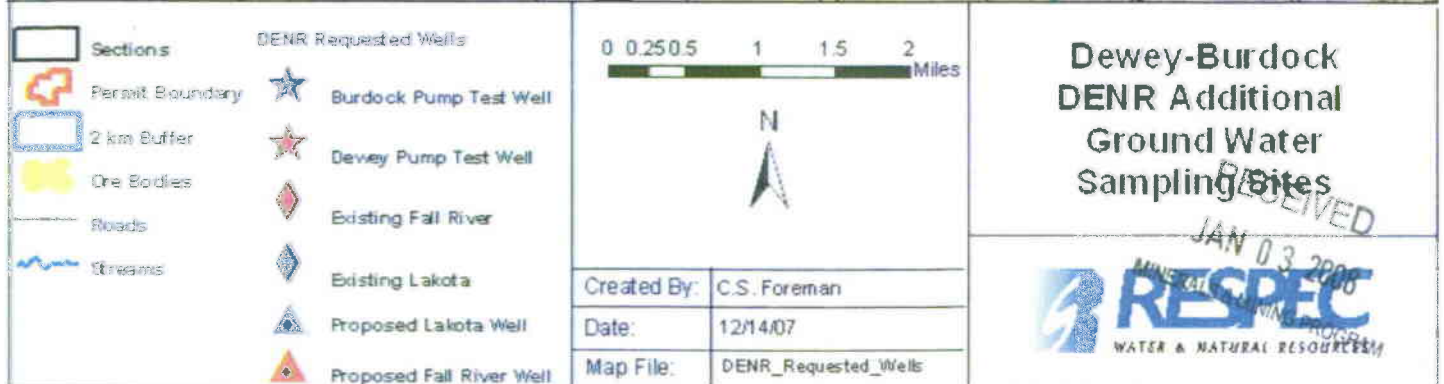 Sections
Permit Boundary
2 km Buffer
Ore Bodies
Roads
Streams
DENR Requested Wells
Burdock Pump Test Well
Dewey Pump Test Well
Existing Fall River
Existing Lakota
Proposed Lakota Well
Proposed Fall River Well
0 0.25 0.5 1 1.5 2
Miles
N
Created By: C.S. Foreman
Date: 12/14/07
Map File: DENR_Requested_Wells
Dewey-Burdock
DENR Additional
Ground Water
Sampling Sites
RECEIVED
JAN 03 2008
MINERALS & MINING PROGRAM
RESPEC
WATER & NATURAL RESOURCES